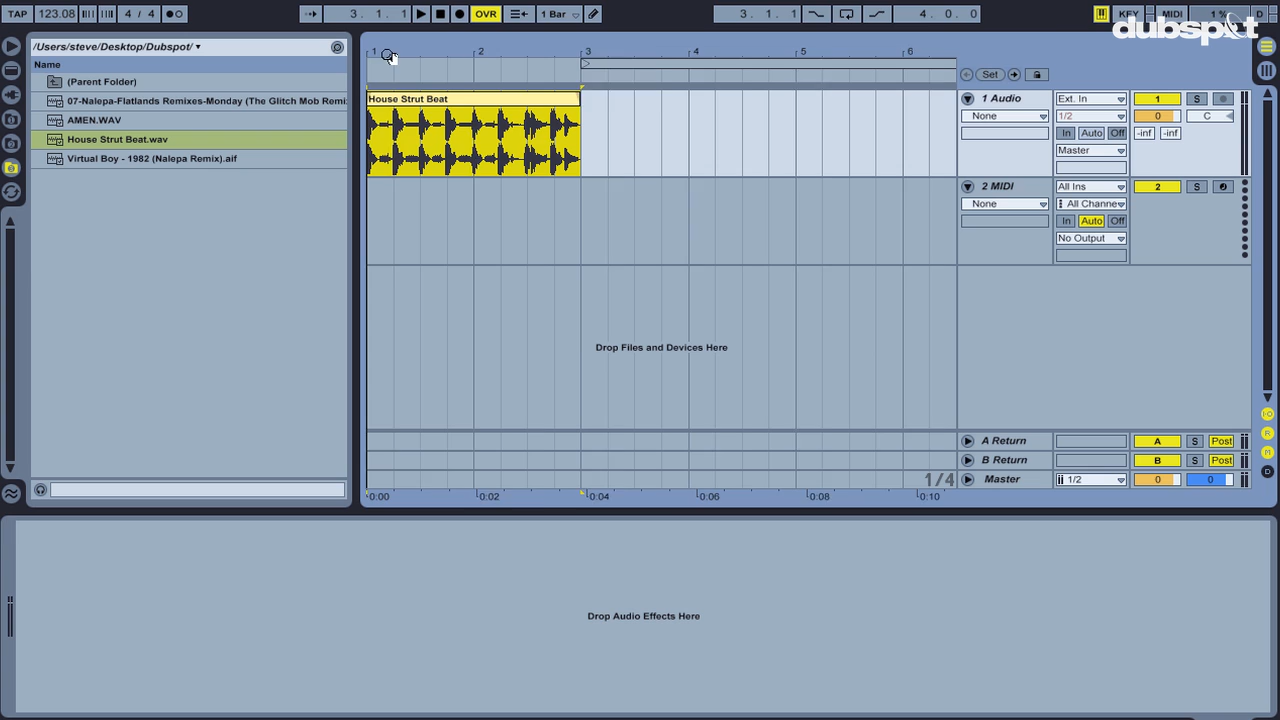 TAP 123.08 4 / 4 3. 1. 1 OVR 1 Bar 3. 1. 1 4. 0. 0 KEY MIDI 1% D
dubspot
/Users/steve/Desktop/Dubspot/
Name
(Parent Folder)
07-Nalepa-Flatlands Remixes-Monday (The Glitch Mob Remi
AMEN.WAV
House Strut Beat.wav
Virtual Boy - 1982 (Nalepa Remix).aif
1 2 3 4 5 6
Set
House Strut Beat
1 Audio Ext. In 1 S
None 1/2 0 C
In Auto Off -inf -inf
Master
2 MIDI All Ins 2 S
None All Channe
In Auto Off
No Output
Drop Files and Devices Here
A Return A S Post
B Return B S Post
1/4 Master 1/2 0 0
0:00 0:02 0:04 0:06 0:08 0:10
I·O
R
M
D
Drop Audio Effects Here